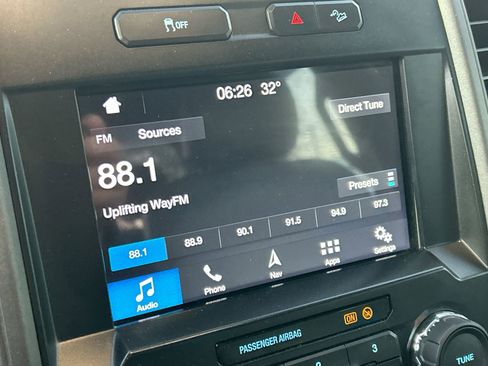 OFF
06:26 32°
Direct Tune
FM Sources
88.1
Presets
Uplifting WayFM
88.1 88.9 90.1 91.5 94.9 97.3
Audio Phone Nav Apps Settings
PASSENGER AIRBAG ON
2 3
TUNE